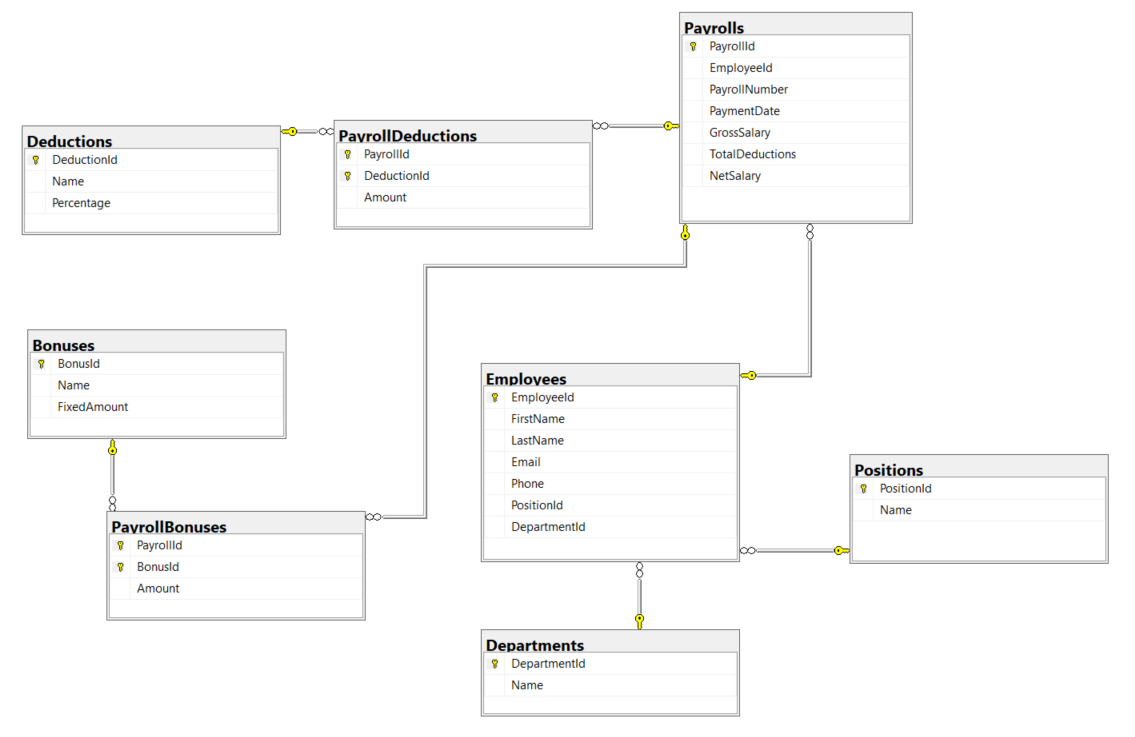 Payrolls
PayrollId
EmployeeId
PayrollNumber
PaymentDate
GrossSalary
TotalDeductions
NetSalary
Deductions
DeductionId
Name
Percentage
PayrollDeductions
PayrollId
DeductionId
Amount
Bonuses
BonusId
Name
FixedAmount
Employees
EmployeeId
FirstName
LastName
Email
Phone
PositionId
DepartmentId
Positions
PositionId
Name
PayrollBonuses
PayrollId
BonusId
Amount
Departments
DepartmentId
Name